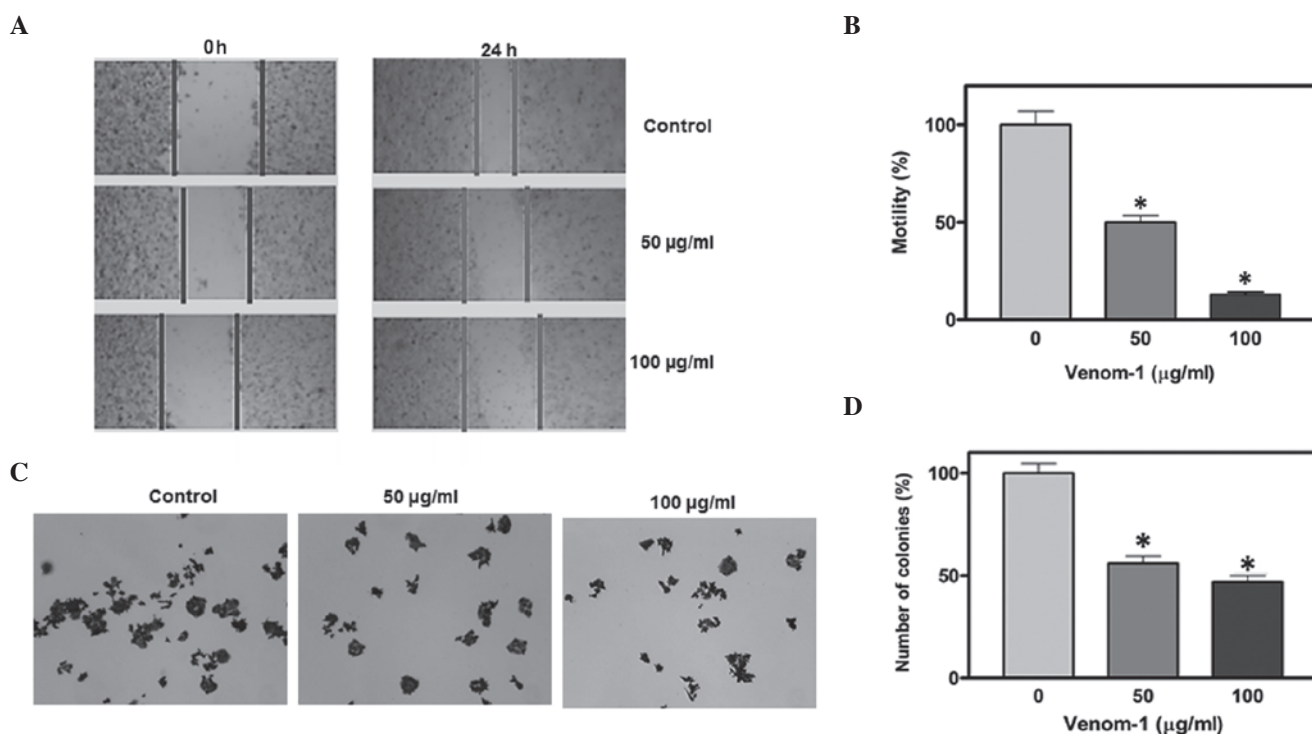 A
0 h
24 h
Control
50 µg/ml
100 µg/ml
B
Motility (%)
100
50
0
*
*
0 50 100
Venom-1 (µg/ml)
C
Control
50 µg/ml
100 µg/ml
D
Number of colonies (%)
100
50
0
*
*
0 50 100
Venom-1 (µg/ml)